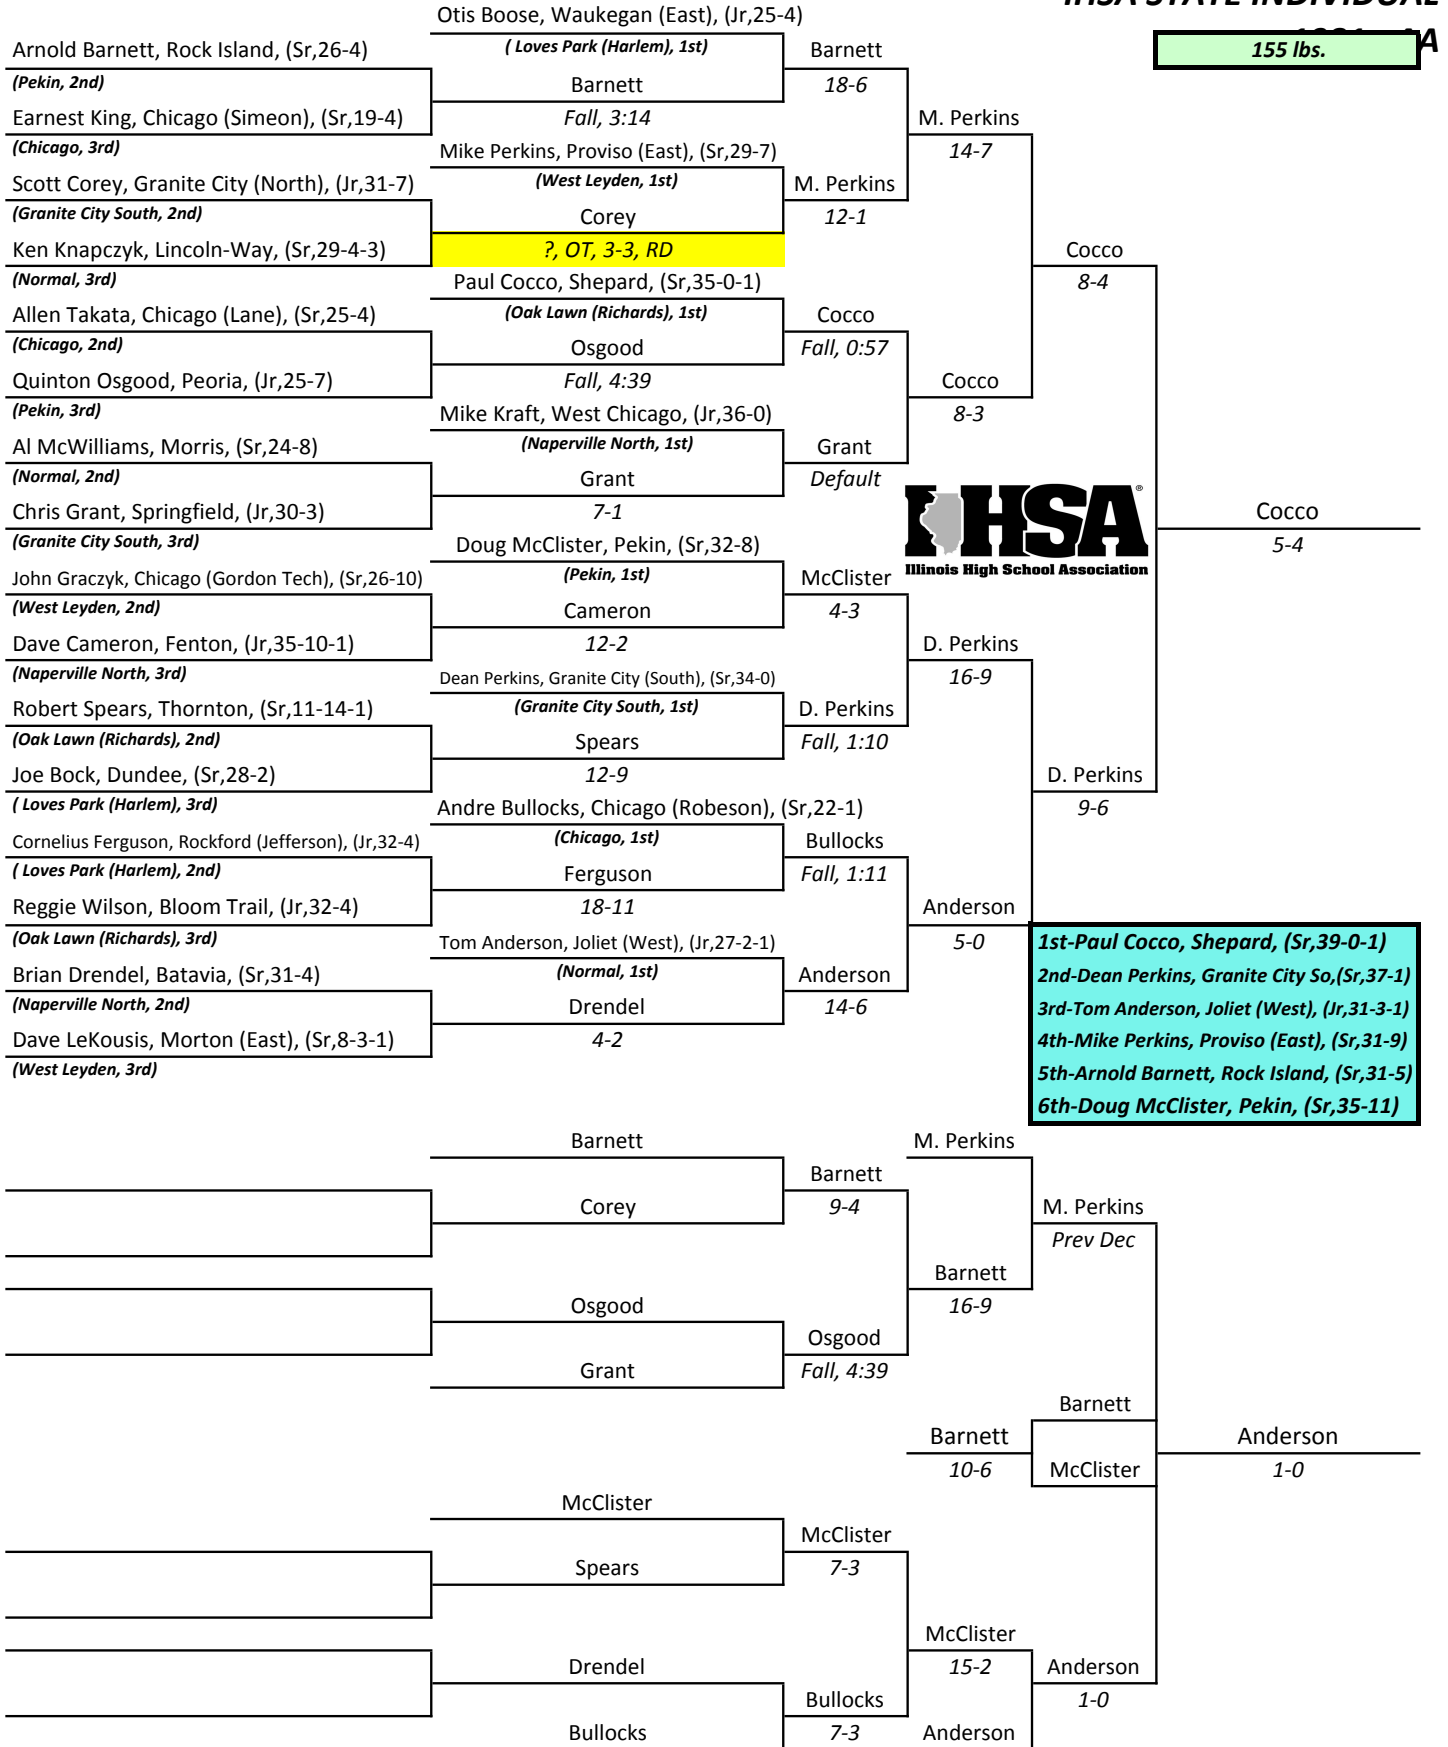 IHSA STATE INDIVIDUAL
155 lbs.
Otis Boose, Waukegan (East), (Jr,25-4)
Arnold Barnett, Rock Island, (Sr,26-4)
( Loves Park (Harlem), 1st)
Barnett
(Pekin, 2nd)
Barnett
18-6
Earnest King, Chicago (Simeon), (Sr,19-4)
Fall, 3:14
M. Perkins
(Chicago, 3rd)
Mike Perkins, Proviso (East), (Sr,29-7)
14-7
Scott Corey, Granite City (North), (Jr,31-7)
(West Leyden, 1st)
M. Perkins
(Granite City South, 2nd)
Corey
12-1
Ken Knapczyk, Lincoln-Way, (Sr,29-4-3)
?, OT, 3-3, RD
Cocco
(Normal, 3rd)
Paul Cocco, Shepard, (Sr,35-0-1)
8-4
Allen Takata, Chicago (Lane), (Sr,25-4)
(Oak Lawn (Richards), 1st)
Cocco
(Chicago, 2nd)
Osgood
Fall, 0:57
Quinton Osgood, Peoria, (Jr,25-7)
Fall, 4:39
Cocco
(Pekin, 3rd)
Mike Kraft, West Chicago, (Jr,36-0)
8-3
Al McWilliams, Morris, (Sr,24-8)
(Naperville North, 1st)
Grant
(Normal, 2nd)
Grant
Default
IHSA®
Chris Grant, Springfield, (Jr,30-3)
7-1
Cocco
(Granite City South, 3rd)
Doug McClister, Pekin, (Sr,32-8)
5-4
John Graczyk, Chicago (Gordon Tech), (Sr,26-10)
(Pekin, 1st)
McClister
Illinois High School Association
(West Leyden, 2nd)
Cameron
4-3
Dave Cameron, Fenton, (Jr,35-10-1)
12-2
D. Perkins
(Naperville North, 3rd)
Dean Perkins, Granite City (South), (Sr,34-0)
16-9
Robert Spears, Thornton, (Sr,11-14-1)
(Granite City South, 1st)
D. Perkins
(Oak Lawn (Richards), 2nd)
Spears
Fall, 1:10
Joe Bock, Dundee, (Sr,28-2)
12-9
D. Perkins
( Loves Park (Harlem), 3rd)
Andre Bullocks, Chicago (Robeson), (Sr,22-1)
9-6
Cornelius Ferguson, Rockford (Jefferson), (Jr,32-4)
(Chicago, 1st)
Bullocks
( Loves Park (Harlem), 2nd)
Ferguson
Fall, 1:11
Reggie Wilson, Bloom Trail, (Jr,32-4)
18-11
Anderson
(Oak Lawn (Richards), 3rd)
Tom Anderson, Joliet (West), (Jr,27-2-1)
5-0
1st-Paul Cocco, Shepard, (Sr,39-0-1)
Brian Drendel, Batavia, (Sr,31-4)
(Normal, 1st)
Anderson
2nd-Dean Perkins, Granite City So,(Sr,37-1)
(Naperville North, 2nd)
Drendel
14-6
3rd-Tom Anderson, Joliet (West), (Jr,31-3-1)
Dave LeKousis, Morton (East), (Sr,8-3-1)
4-2
4th-Mike Perkins, Proviso (East), (Sr,31-9)
(West Leyden, 3rd)
5th-Arnold Barnett, Rock Island, (Sr,31-5)
6th-Doug McClister, Pekin, (Sr,35-11)
Barnett
M. Perkins
Barnett
Corey
9-4
M. Perkins
Prev Dec
Barnett
Osgood
16-9
Osgood
Grant
Fall, 4:39
Barnett
Barnett
Anderson
10-6
McClister
1-0
McClister
McClister
Spears
7-3
McClister
Drendel
15-2
Anderson
Bullocks
1-0
Bullocks
7-3
Anderson